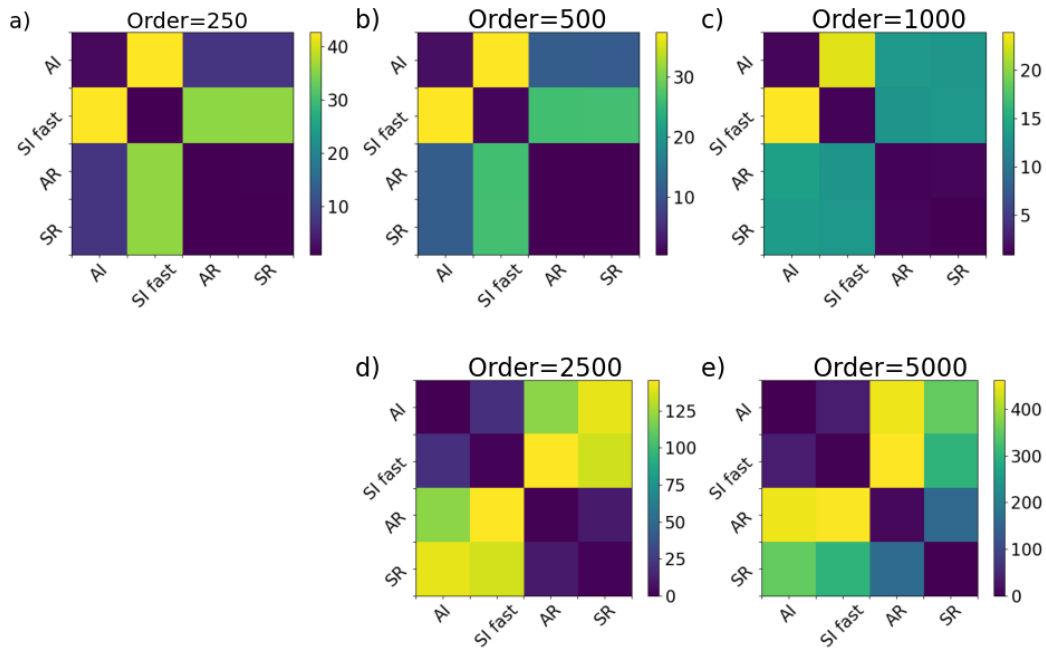 a) Order=250
40
30
20
10
AI
SI fast
AR
SR
AI
SI fast
AR
SR
b) Order=500
30
20
10
AI
SI fast
AR
SR
AI
SI fast
AR
SR
c) Order=1000
20
15
10
5
AI
SI fast
AR
SR
AI
SI fast
AR
SR
d) Order=2500
125
100
75
50
25
0
AI
SI fast
AR
SR
AI
SI fast
AR
SR
e) Order=5000
400
300
200
100
0
AI
SI fast
AR
SR
AI
SI fast
AR
SR